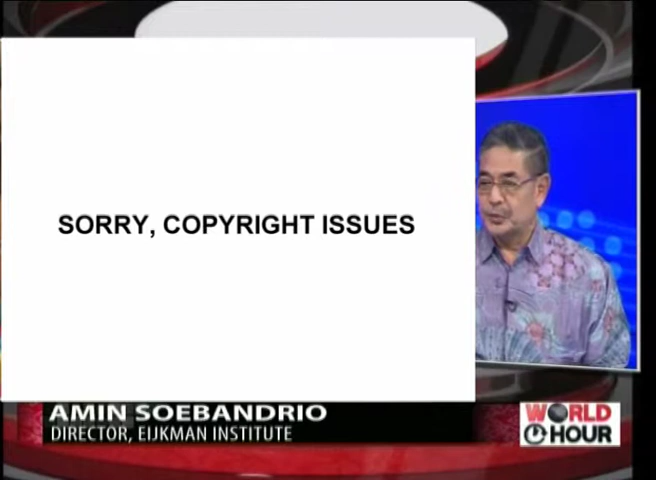 SORRY, COPYRIGHT ISSUES
AMIN SOEBANDRIO
DIRECTOR, EIJKMAN INSTITUTE
WORLD
HOUR